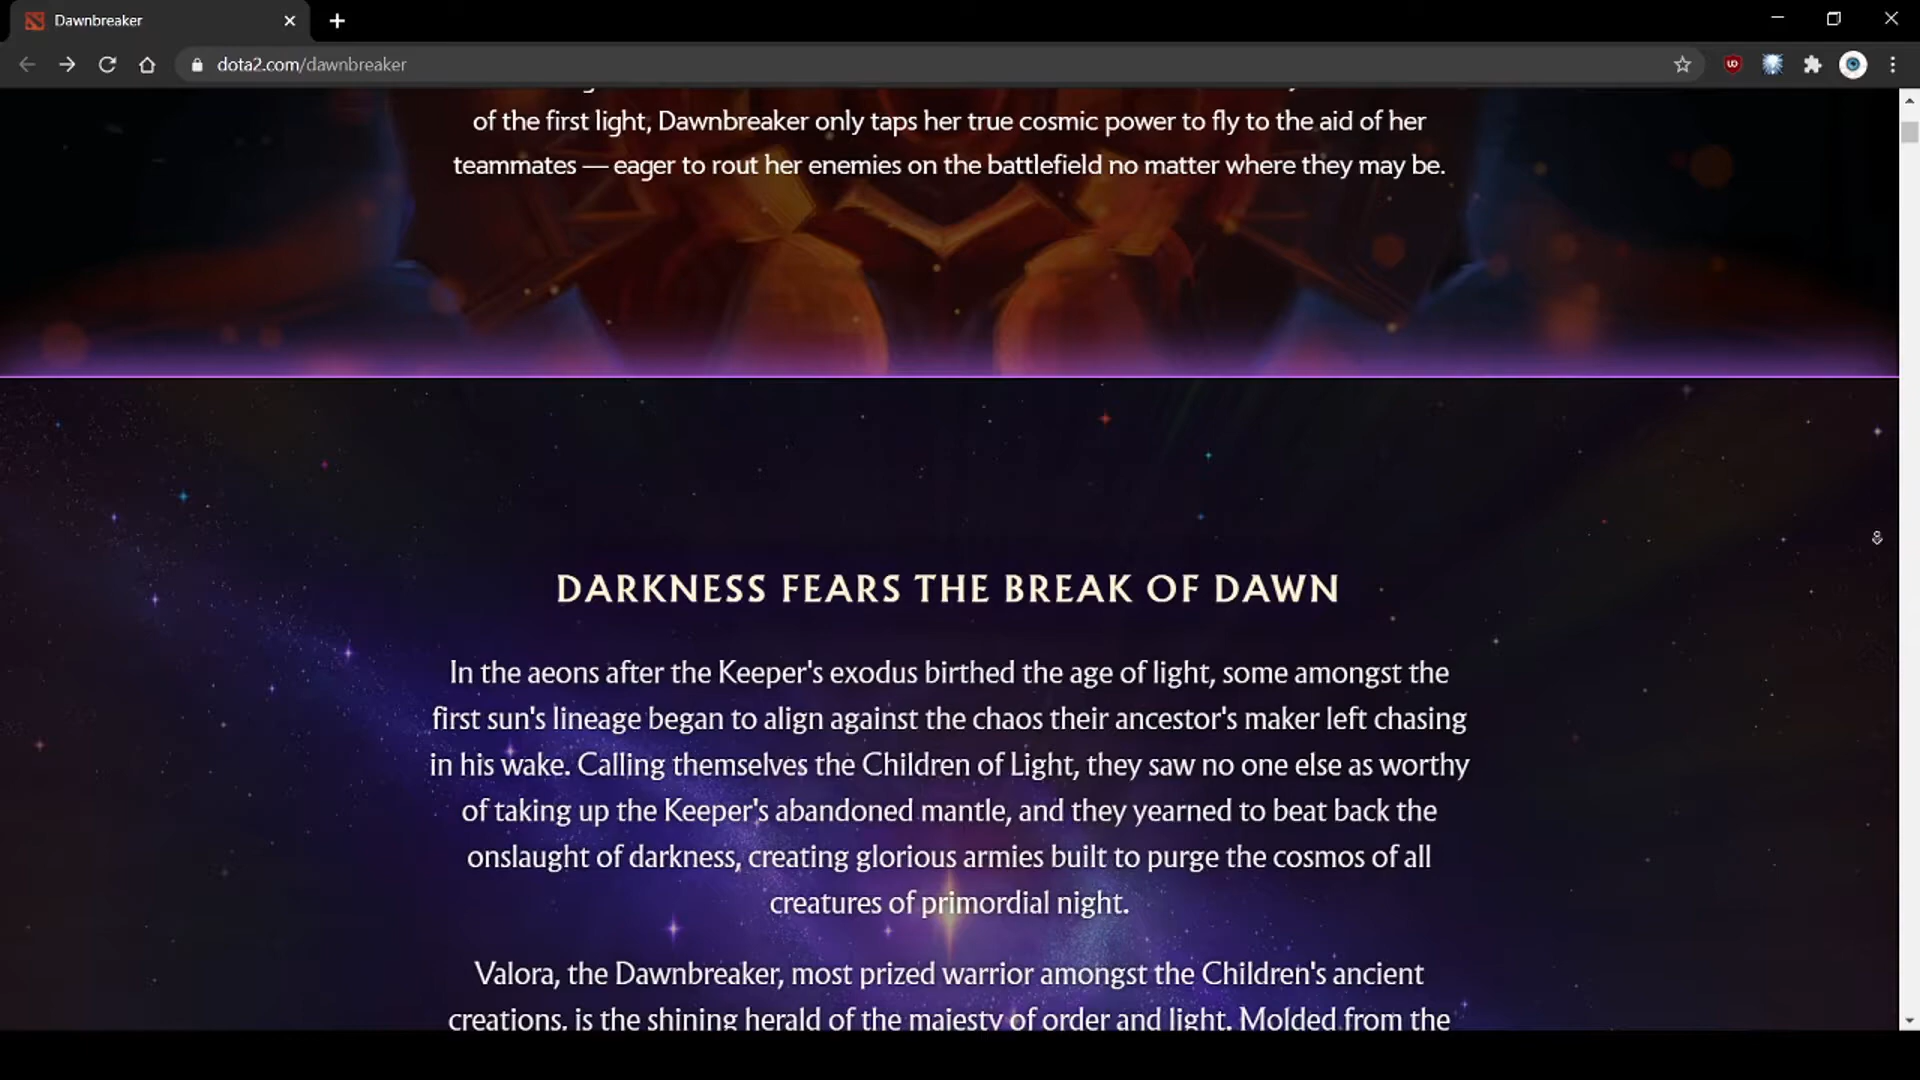 Dawnbreaker
dota2.com/dawnbreaker
of the first light, Dawnbreaker only taps her true cosmic power to fly to the aid of her
teammates — eager to rout her enemies on the battlefield no matter where they may be.
DARKNESS FEARS THE BREAK OF DAWN
In the aeons after the Keeper's exodus birthed the age of light, some amongst the
first sun's lineage began to align against the chaos their ancestor's maker left chasing
in his wake. Calling themselves the Children of Light, they saw no one else as worthy
of taking up the Keeper's abandoned mantle, and they yearned to beat back the
onslaught of darkness, creating glorious armies built to purge the cosmos of all
creatures of primordial night.
Valora, the Dawnbreaker, most prized warrior amongst the Children's ancient
creations, is the shining herald of the majesty of order and light. Molded from the